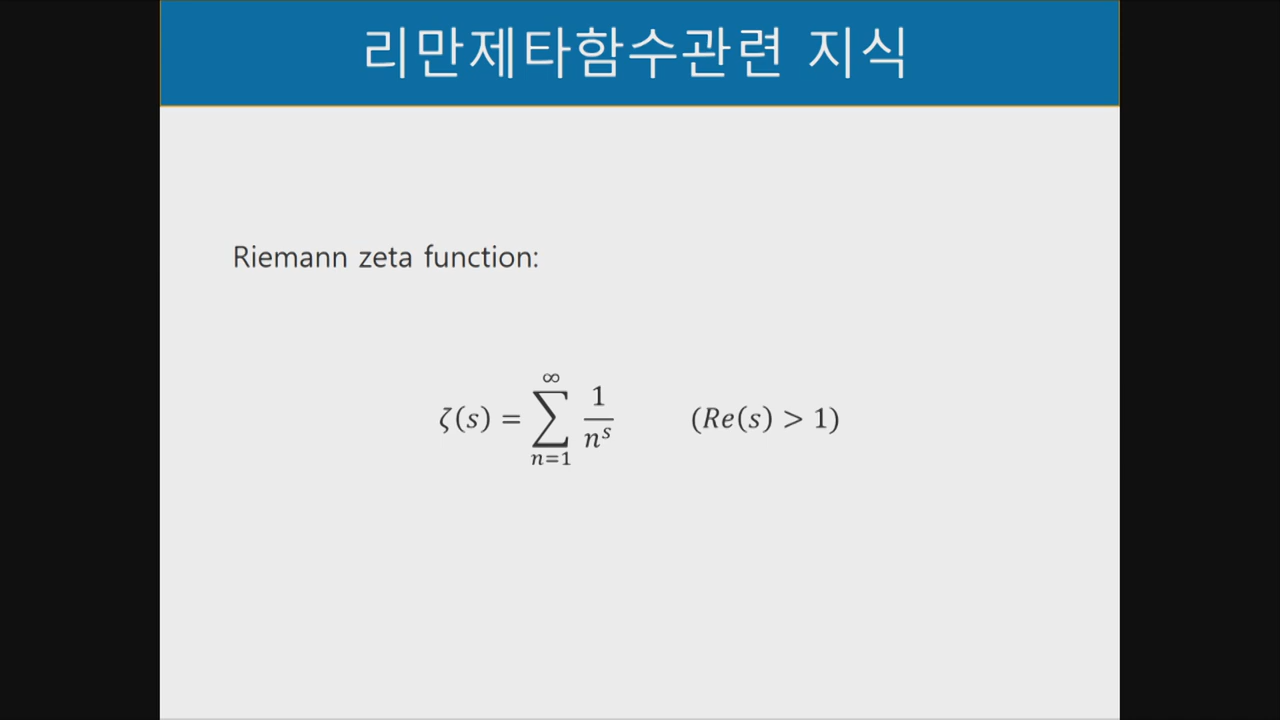 리만제타함수관련 지식
Riemann zeta function:
ζ(s) = ∑_{n=1}^{∞} 1/n^s (Re(s) > 1)